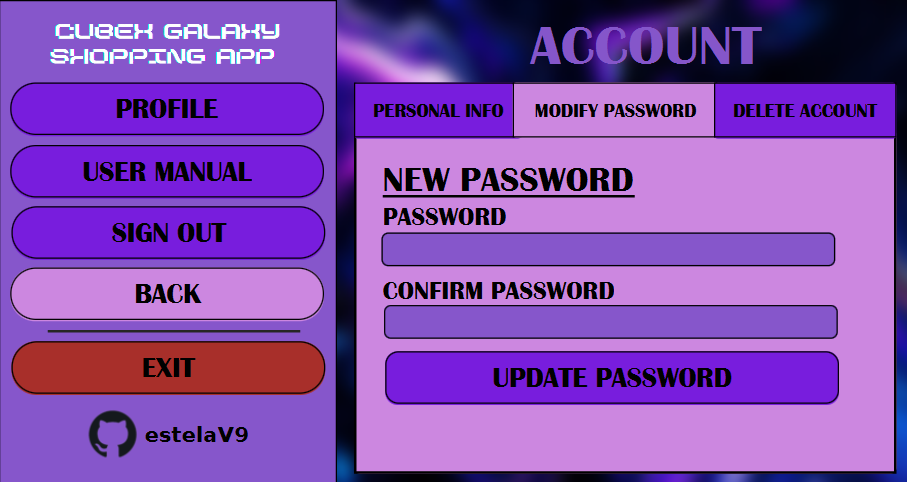 CUBEX GALAXY
SHOPPING APP
PROFILE
USER MANUAL
SIGN OUT
BACK
EXIT
estelaV9
ACCOUNT
PERSONAL INFO
MODIFY PASSWORD
DELETE ACCOUNT
NEW PASSWORD
PASSWORD
CONFIRM PASSWORD
UPDATE PASSWORD